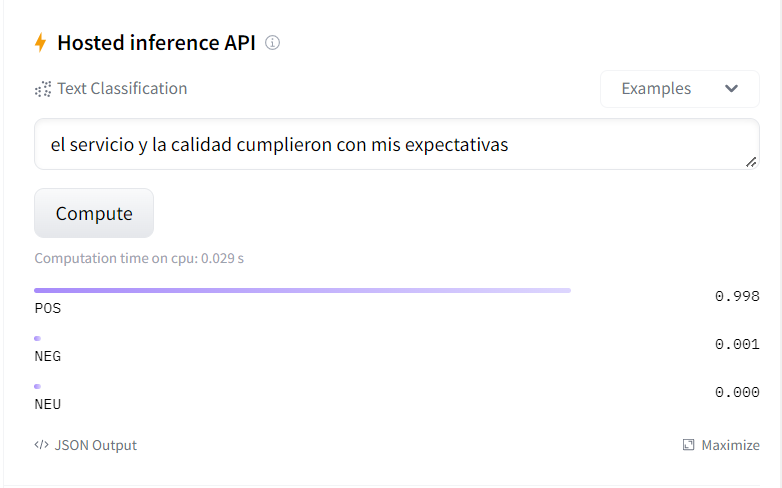 Hosted inference API
Text Classification
Examples
el servicio y la calidad cumplieron con mis expectativas
Compute
Computation time on cpu: 0.029 s
POS 0.998
NEG 0.001
NEU 0.000
</> JSON Output
Maximize